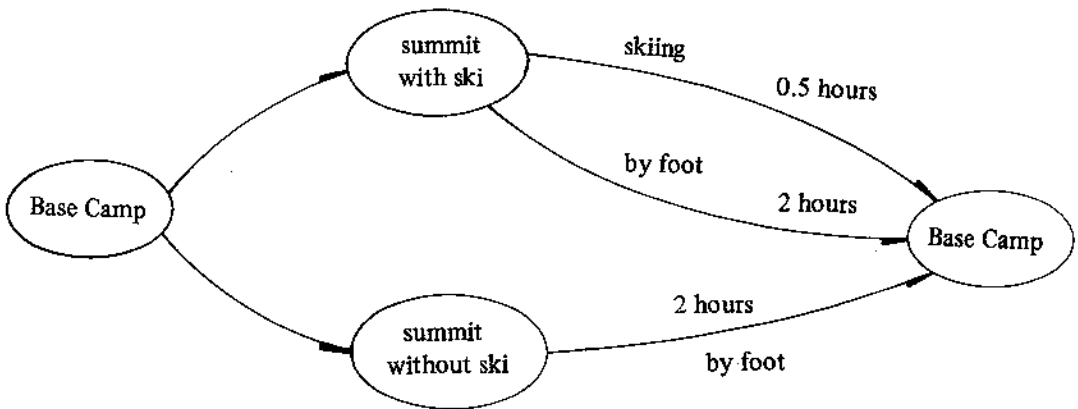 summit
with ski
skiing
0.5 hours
by foot
2 hours
Base Camp
Base Camp
2 hours
by foot
summit
without ski